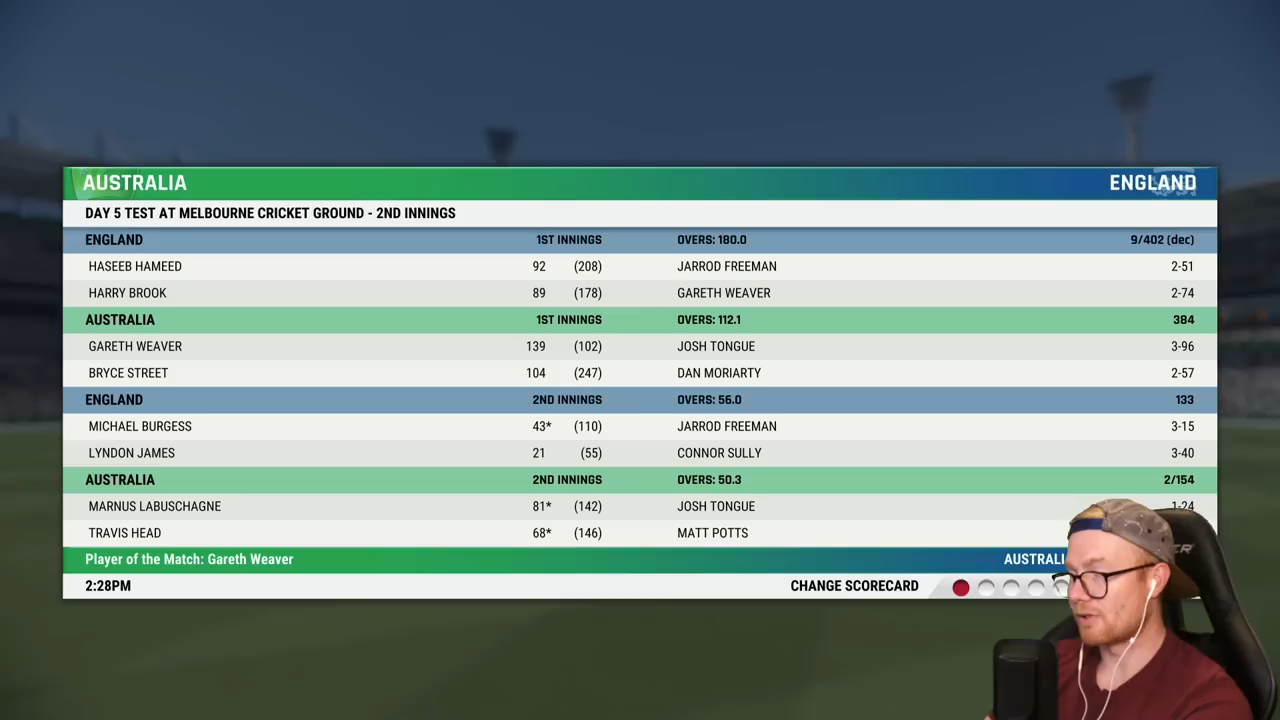 AUSTRALIA ENGLAND
DAY 5 TEST AT MELBOURNE CRICKET GROUND - 2ND INNINGS
ENGLAND 1ST INNINGS OVERS: 180.0 9/402 (dec)
HASEEB HAMEED 92 (208) JARROD FREEMAN 2-51
HARRY BROOK 89 (178) GARETH WEAVER 2-74
AUSTRALIA 1ST INNINGS OVERS: 112.1 384
GARETH WEAVER 139 (102) JOSH TONGUE 3-96
BRYCE STREET 104 (247) DAN MORIARTY 2-57
ENGLAND 2ND INNINGS OVERS: 56.0 133
MICHAEL BURGESS 43* (110) JARROD FREEMAN 3-15
LYNDON JAMES 21 (55) CONNOR SULLY 3-40
AUSTRALIA 2ND INNINGS OVERS: 50.3 2/154
MARNUS LABUSCHAGNE 81* (142) JOSH TONGUE 1-24
TRAVIS HEAD 68* (146) MATT POTTS
Player of the Match: Gareth Weaver AUSTRALI
2:28PM CHANGE SCORECARD